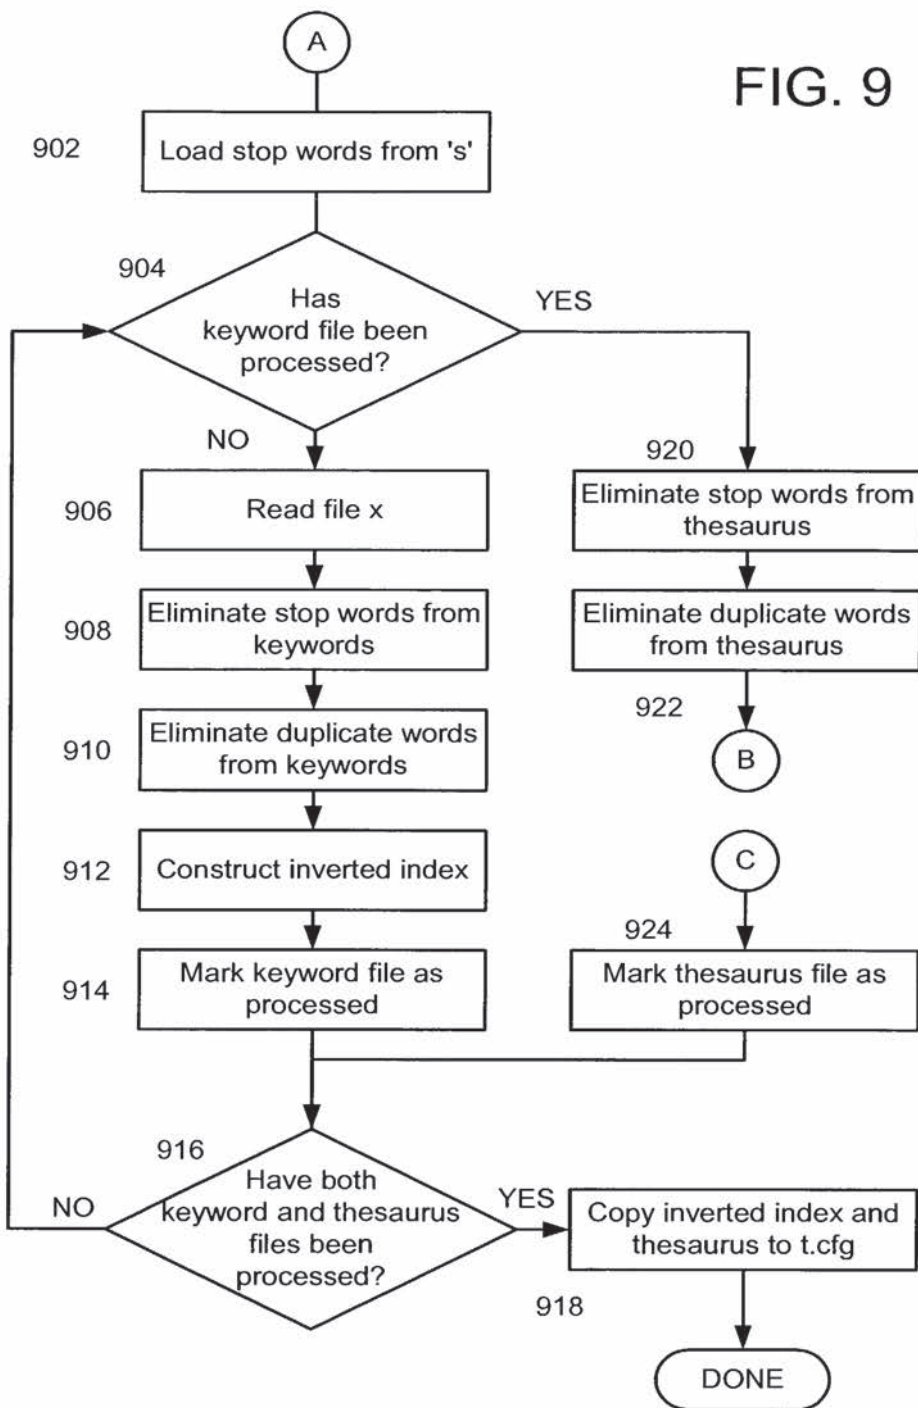 A
FIG. 9
902
Load stop words from 's'
904
Has
keyword file been
processed?
YES
NO
920
906
Read file x
Eliminate stop words from
thesaurus
908
Eliminate stop words from
keywords
Eliminate duplicate words
from thesaurus
922
910
Eliminate duplicate words
from keywords
B
912
Construct inverted index
C
924
914
Mark keyword file as
processed
Mark thesaurus file as
processed
916
Have both
keyword and thesaurus
files been
processed?
NO
YES
Copy inverted index and
thesaurus to t.cfg
918
DONE